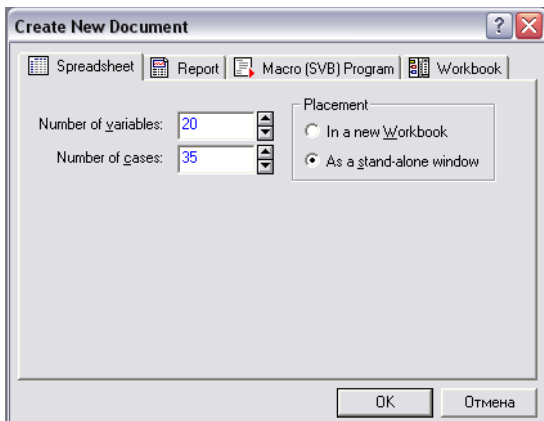 Create New Document
Spreadsheet Report Macro (SVB) Program Workbook
Number of variables: 20
Number of cases: 35
Placement
In a new Workbook
As a stand-alone window
OK Отмена